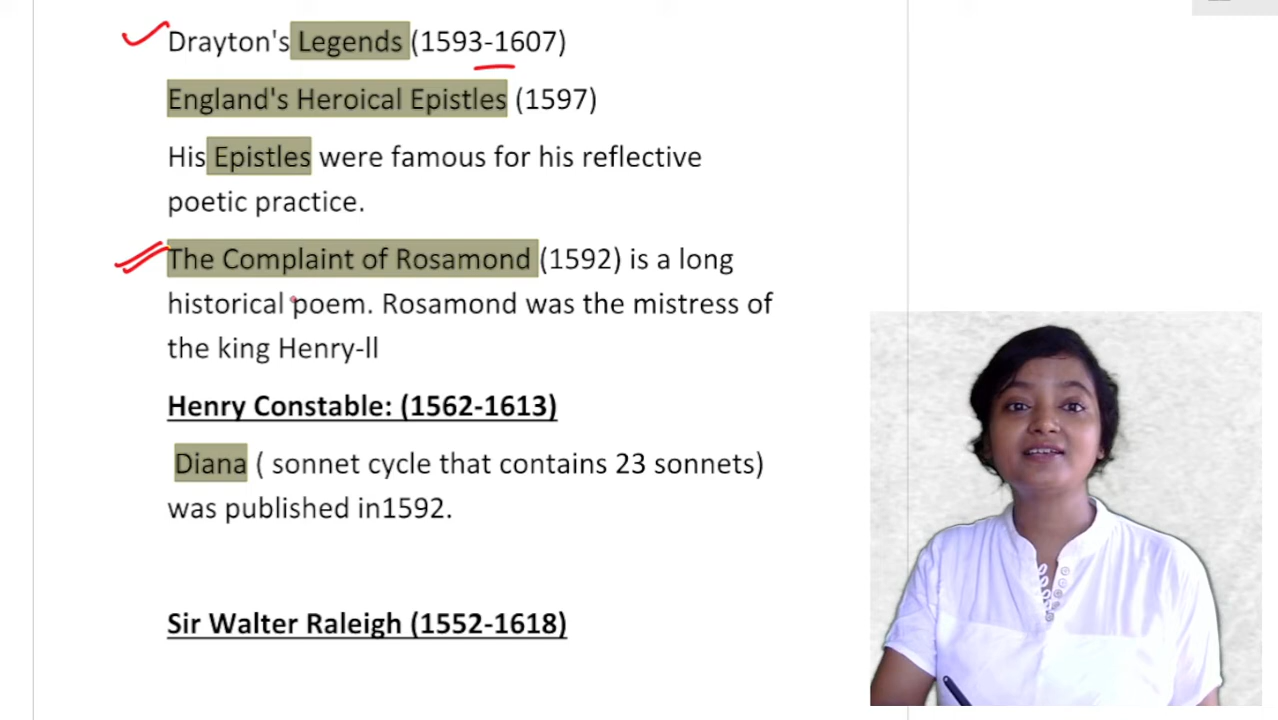 Drayton's Legends (1593-1607)
England's Heroical Epistles (1597)
His Epistles were famous for his reflective
poetic practice.
The Complaint of Rosamond (1592) is a long
historical poem. Rosamond was the mistress of
the king Henry-ll
Henry Constable: (1562-1613)
Diana ( sonnet cycle that contains 23 sonnets)
was published in1592.
Sir Walter Raleigh (1552-1618)